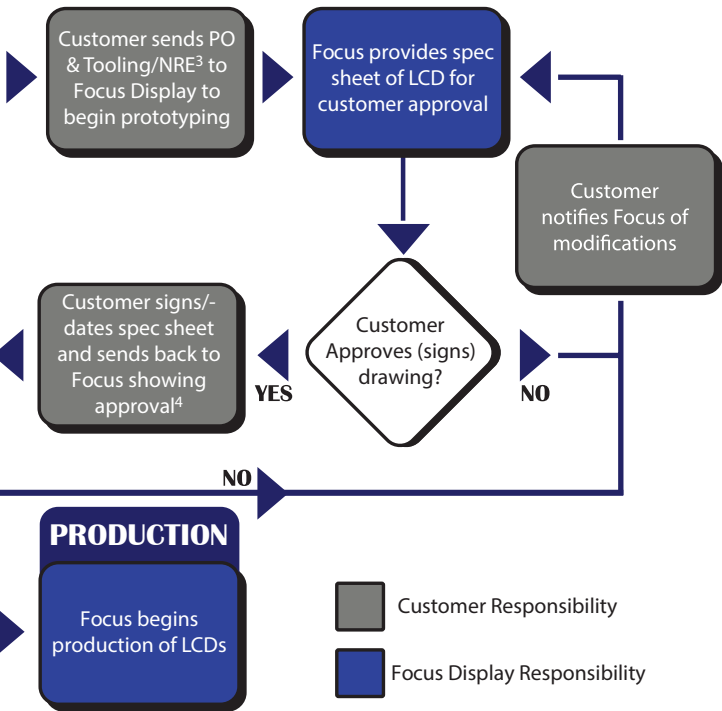 Customer sends PO
& Tooling/NRE³ to
Focus Display to
begin prototyping
Focus provides spec
sheet of LCD for
customer approval
Customer
notifies Focus of
modifications
Customer signs/-
dates spec sheet
and sends back to
Focus showing
approval⁴
YES
Customer
Approves (signs)
drawing?
NO
NO
PRODUCTION
Focus begins
production of LCDs
Customer Responsibility
Focus Display Responsibility